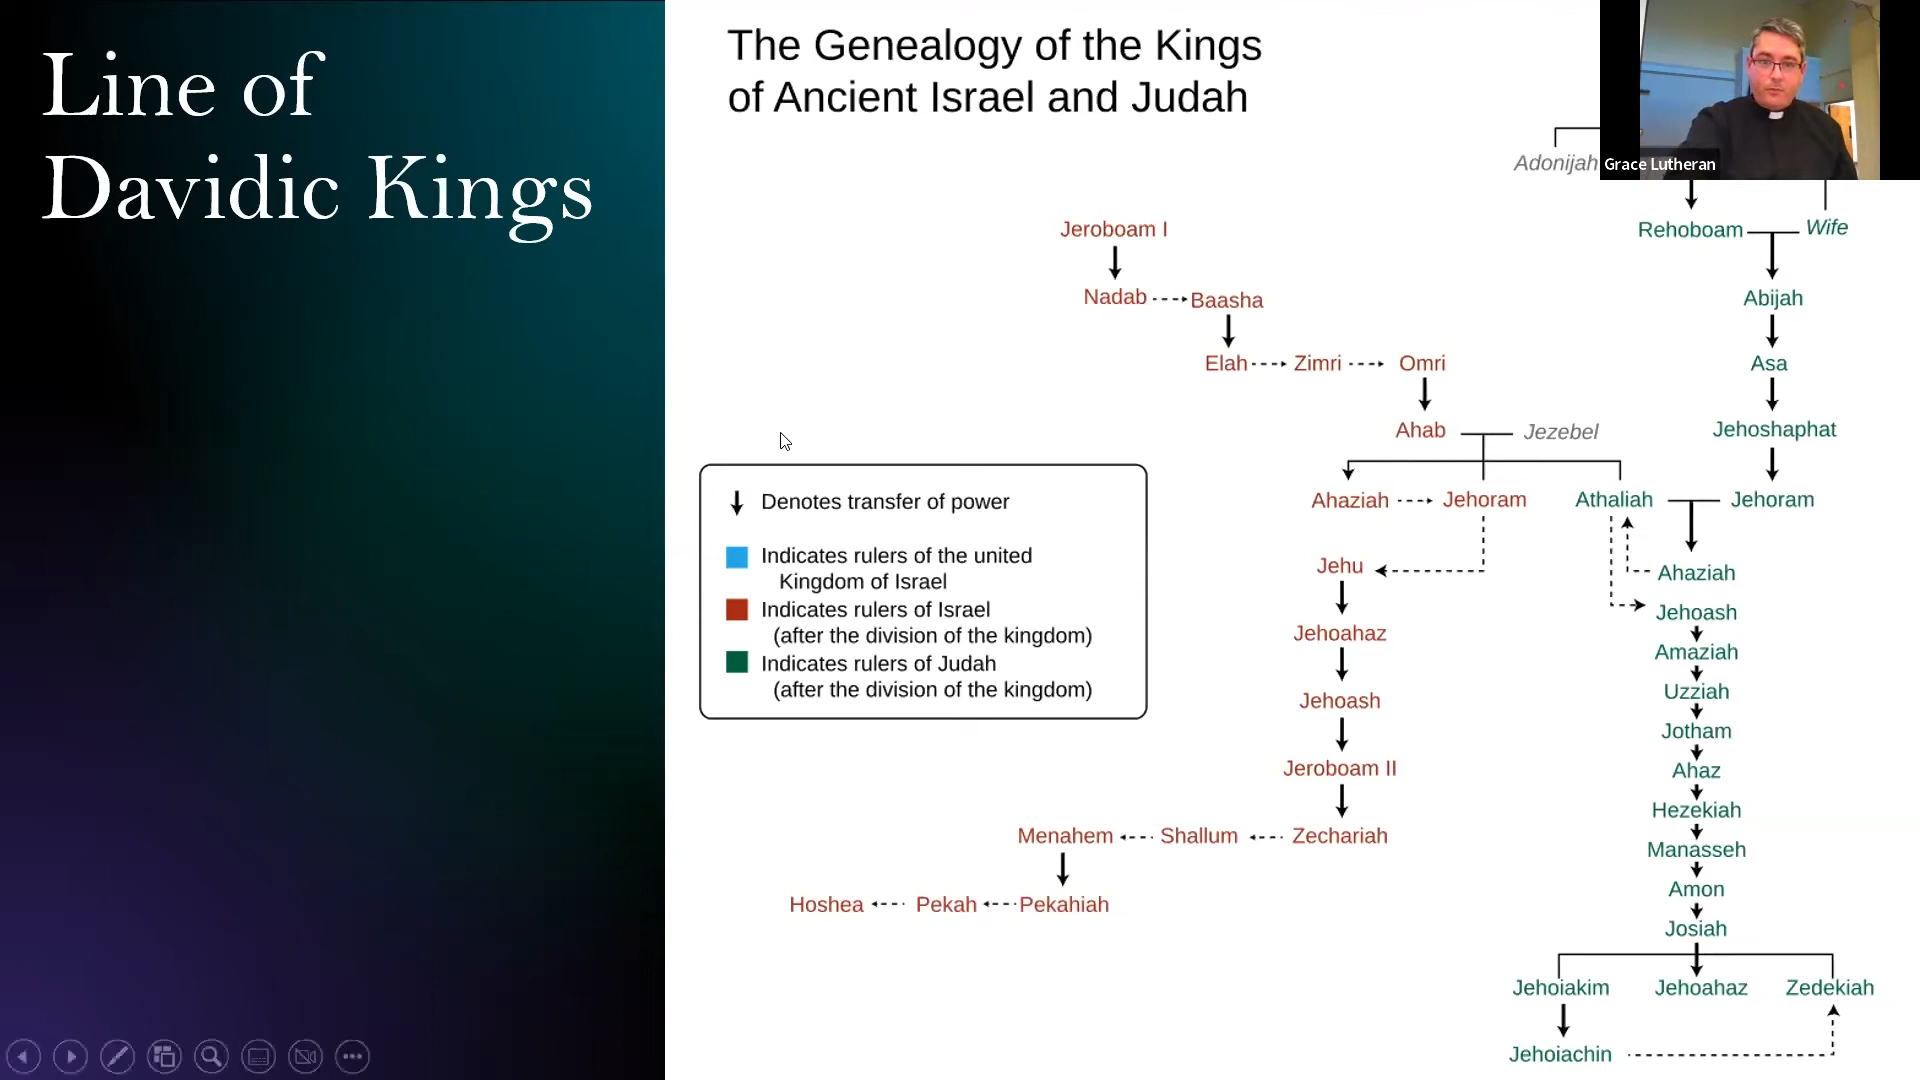 Line of
Davidic Kings
The Genealogy of the Kings
of Ancient Israel and Judah
Adonijah
Grace Lutheran
Rehoboam
Wife
Jeroboam I
Nadab
Baasha
Abijah
Elah
Zimri
Omri
Asa
Ahab
Jezebel
Jehoshaphat
Ahaziah
Jehoram
Athaliah
Jehoram
Denotes transfer of power
Indicates rulers of the united
Kingdom of Israel
Indicates rulers of Israel
(after the division of the kingdom)
Indicates rulers of Judah
(after the division of the kingdom)
Jehu
Ahaziah
Jehoash
Jehoahaz
Amaziah
Uzziah
Jehoash
Jotham
Jeroboam II
Ahaz
Hezekiah
Menahem
Shallum
Zechariah
Manasseh
Amon
Hoshea
Pekah
Pekahiah
Josiah
Jehoiakim
Jehoahaz
Zedekiah
Jehoiachin